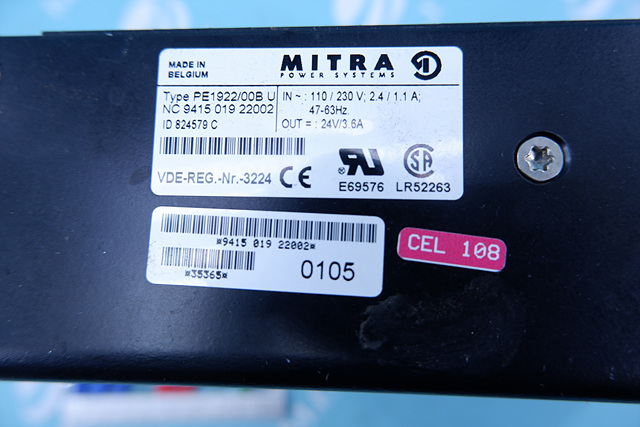 MADE IN
BELGIUM
MITRA
POWER SYSTEMS
Type PE1922/00B U
NC 9415 019 22002
ID 824579 C
IN ~ : 110 / 230 V; 2.4 / 1.1 A;
47-63Hz
OUT = : 24V/3.6A
VDE-REG.-Nr.-3224
CE
RU
®
SA
E69576
LR52263
*9415 019 22002*
*35365*
0105
CEL 108